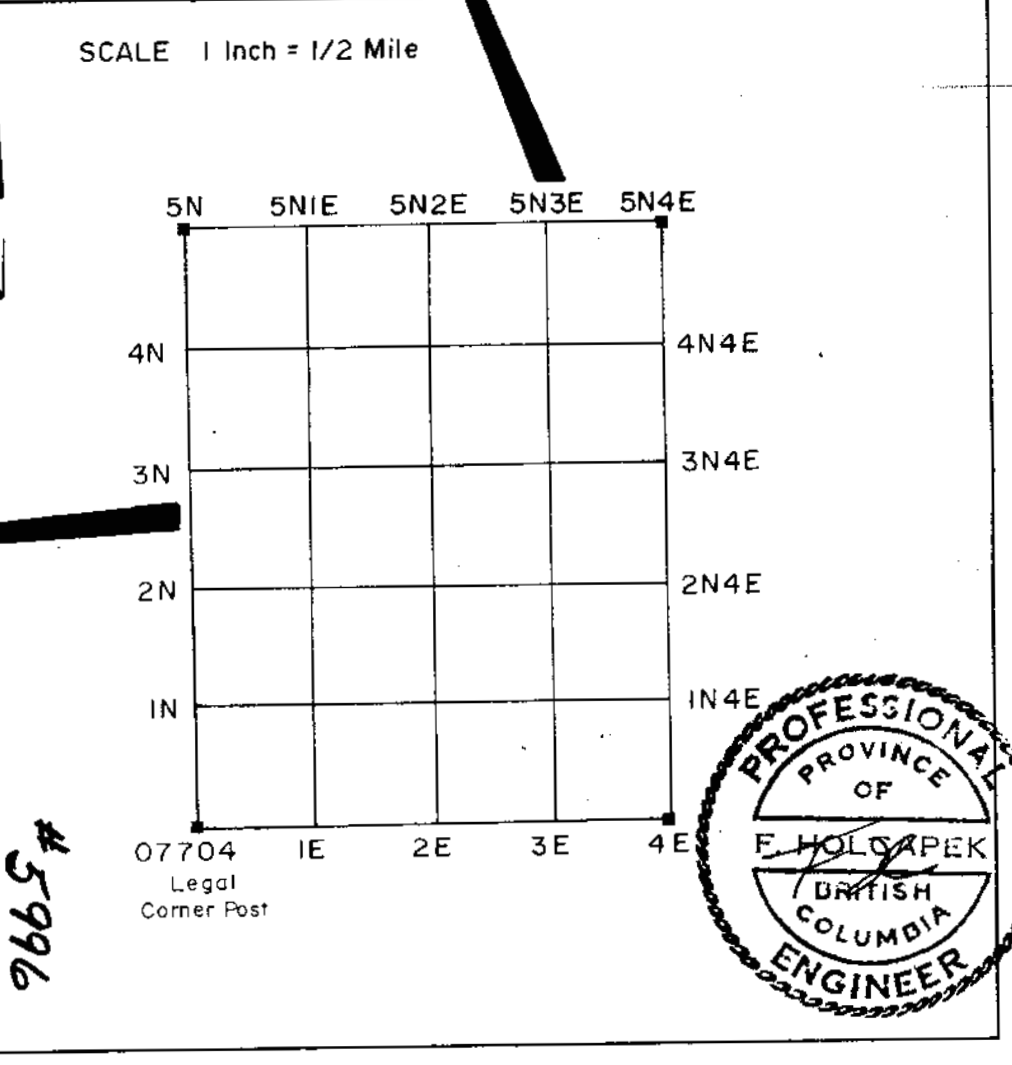 SCALE 1 Inch = 1/2 Mile
5N 5N1E 5N2E 5N3E 5N4E
4N 4N4E
3N 3N4E
2N 2N4E
1N 1N4E
07704 1E 2E 3E 4E
Legal
Corner Post
# 5996
PROFESSIONAL
PROVINCE
OF
F. HOLCAPEK
BRITISH
COLUMBIA
ENGINEER